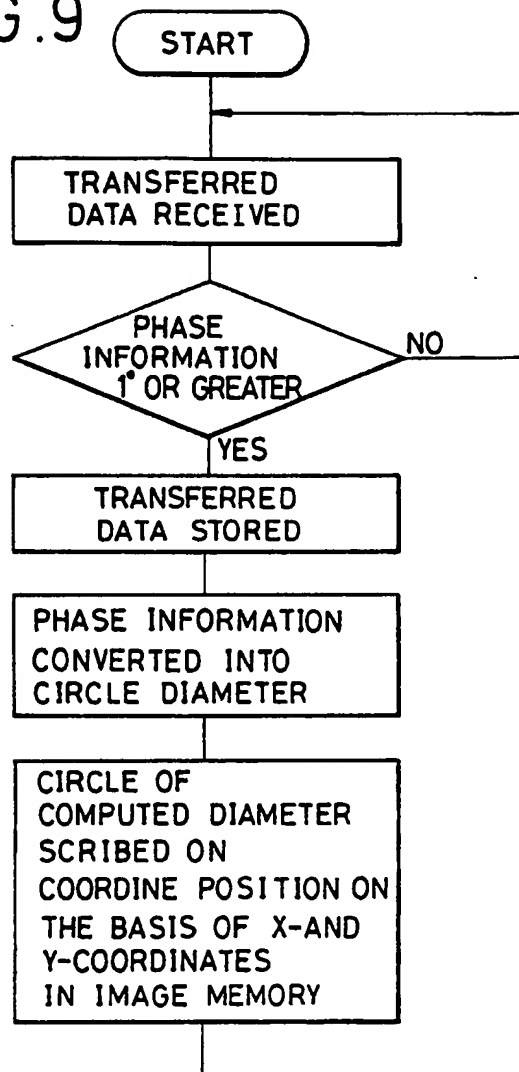 G.9
START
TRANSFERRED
DATA RECEIVED
PHASE
INFORMATION
1° OR GREATER
NO
YES
TRANSFERRED
DATA STORED
PHASE INFORMATION
CONVERTED INTO
CIRCLE DIAMETER
CIRCLE OF
COMPUTED DIAMETER
SCRIBED ON
COORDINE POSITION ON
THE BASIS OF X-AND
Y-COORDINATES
IN IMAGE MEMORY